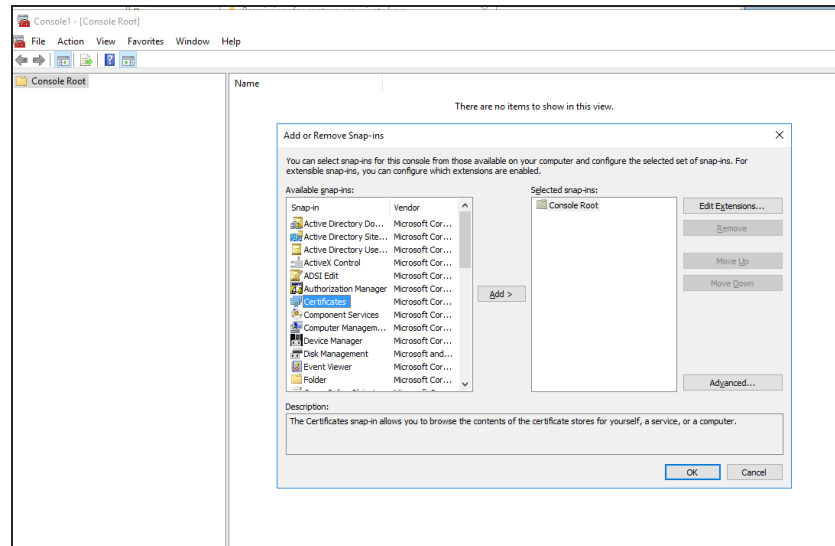 Console1 - [Console Root]
File Action View Favorites Window Help
Console Root
Name
There are no items to show in this view.
Add or Remove Snap-ins
You can select snap-ins for this console from those available on your computer and configure the selected set of snap-ins. For
extensible snap-ins, you can configure which extensions are enabled.
Available snap-ins:
Snap-in Vendor
Active Directory Do... Microsoft Cor...
Active Directory Site... Microsoft Cor...
Active Directory Use... Microsoft Cor...
ActiveX Control Microsoft Cor...
ADSI Edit Microsoft Cor...
Authorization Manager Microsoft Cor...
Certificates Microsoft Cor...
Component Services Microsoft Cor...
Computer Managem... Microsoft Cor...
Device Manager Microsoft Cor...
Disk Management Microsoft and...
Event Viewer Microsoft Cor...
Folder Microsoft Cor...
Add >
Selected snap-ins:
Console Root
Edit Extensions...
Remove
Move Up
Move Down
Advanced...
Description:
The Certificates snap-in allows you to browse the contents of the certificate stores for yourself, a service, or a computer.
OK Cancel